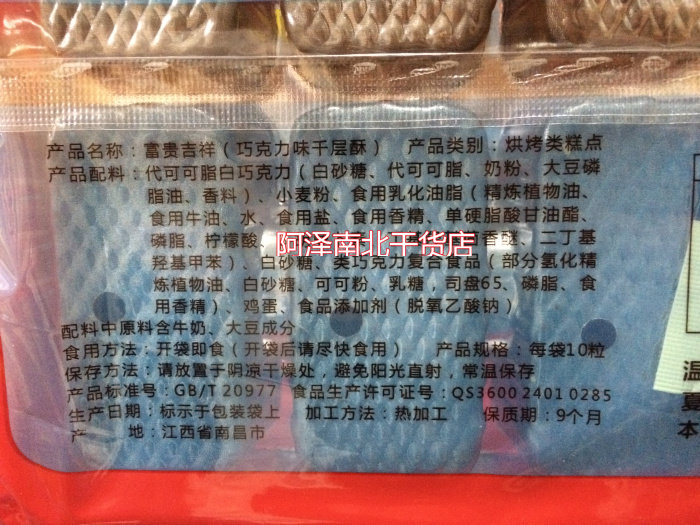 产品名称：富贵吉祥（巧克力味千层酥） 产品类别：烘烤类糕点
产品配料：代可可脂白巧克力（白砂糖、代可可脂、奶粉、大豆磷
脂油、香料）、小麦粉、食用乳化油脂（精炼植物油、
食用牛油、水、食用盐、食用香精、单硬脂酸甘油酯、
磷脂、柠檬酸、 香醚、二丁基
阿泽南北干货店
羟基甲苯）、白砂糖、类巧克力复合食品（部分氢化精
炼植物油、白砂糖、可可粉、乳糖，司盘65、磷脂、食
用香精）、鸡蛋、食品添加剂（脱氧乙酸钠）
配料中原料含牛奶、大豆成分
食用方法：开袋即食（开袋后请尽快食用） 产品规格：每袋10粒
保存方法：请放置于阴凉干燥处，避免阳光直射，常温保存
产品标准号：GB/T 20977 食品生产许可证号：QS3600 2401 0285
生产日期：标示于包装袋上 加工方法：热加工 保质期：9个月
产 地：江西省南昌市
温
夏
本